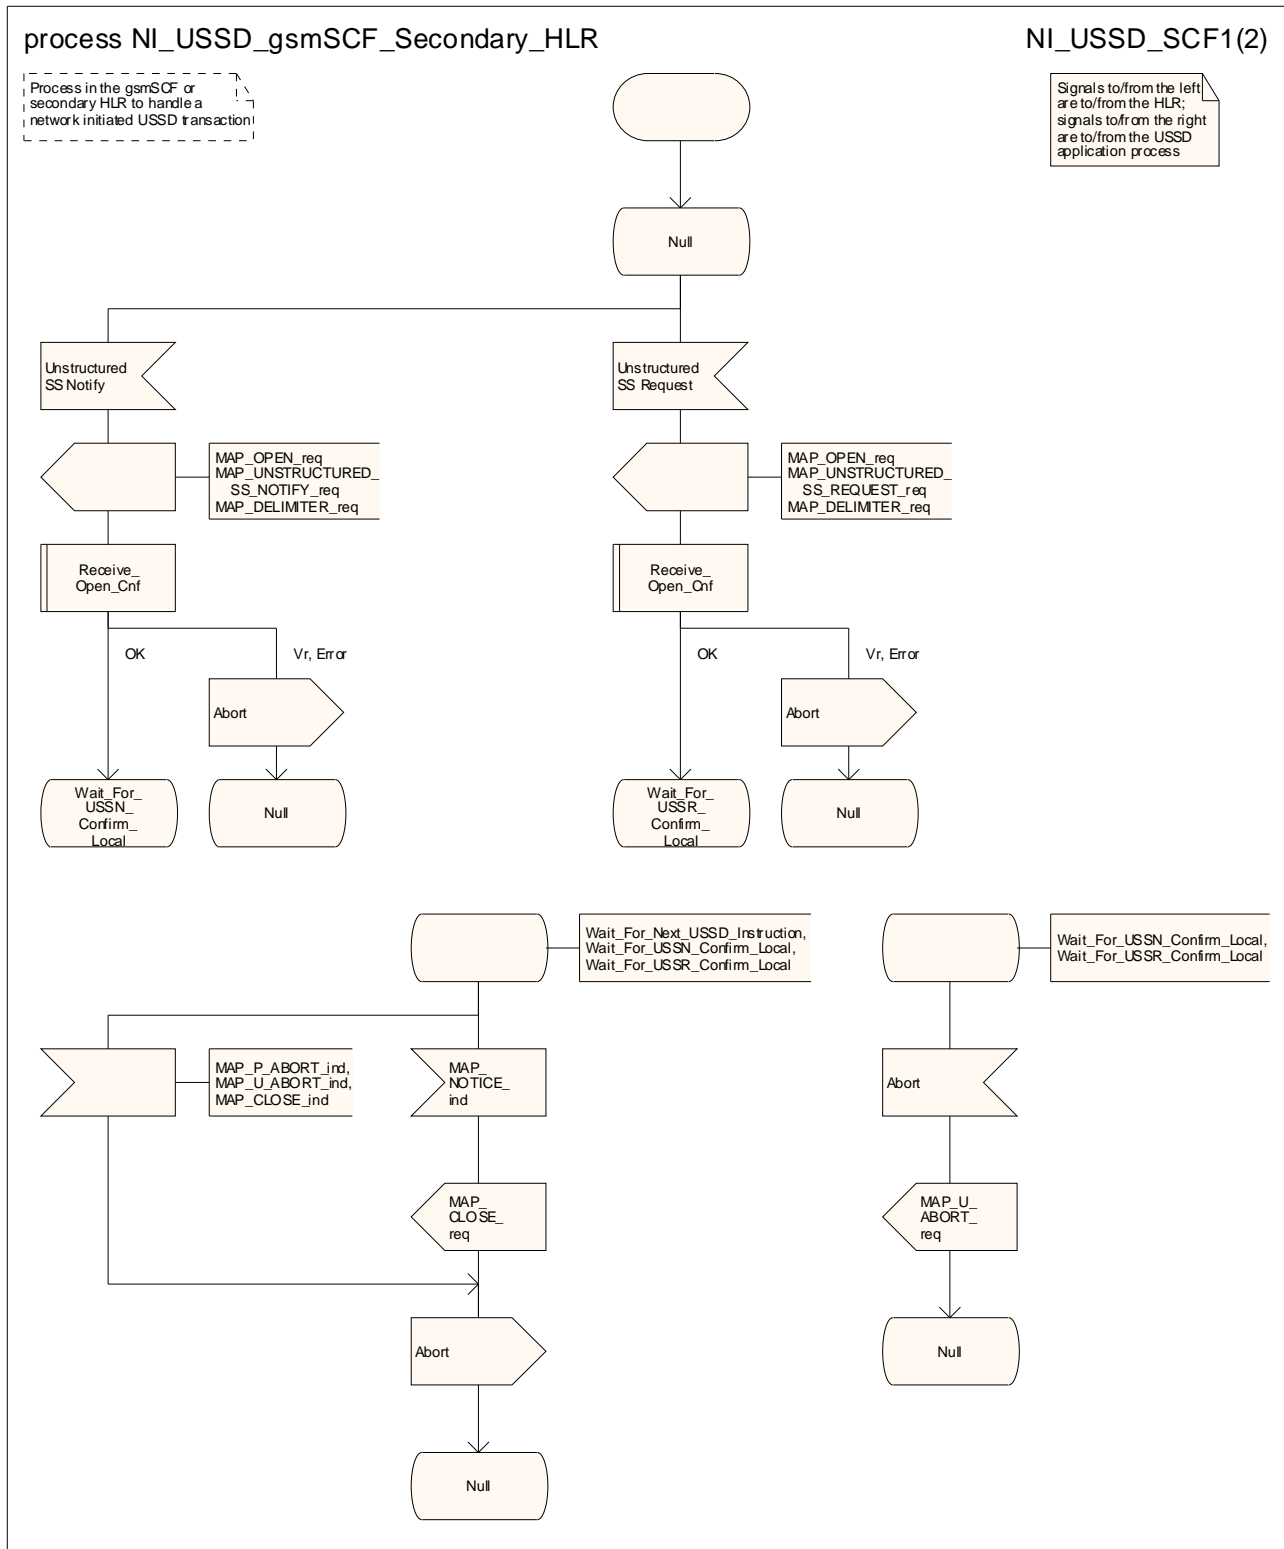 process NI_USSD_gsmSCF_Secondary_HLR
NI_USSD_SCF1(2)
Process in the gsmSCF or
secondary HLR to handle a
network initiated USSD transaction
Signals to/from the left
are to/from the HLR;
signals to/from the right
are to/from the USSD
application process
Null
Unstructured
SS Notify
Unstructured
SS Request
MAP_OPEN_req
MAP_UNSTRUCTURED_
SS_NOTIFY_req
MAP_DELIMITER_req
MAP_OPEN_req
MAP_UNSTRUCTURED_
SS_REQUEST_req
MAP_DELIMITER_req
Receive_
Open_Cnf
Receive_
Open_Cnf
OK
Vr, Error
OK
Vr, Error
Abort
Abort
Wait_For_
USSN_
Confirm_
Local
Null
Wait_For_
USSR_
Confirm_
Local
Null
Wait_For_Next_USSD_Instruction,
Wait_For_USSN_Confirm_Local,
Wait_For_USSR_Confirm_Local
Wait_For_USSN_Confirm_Local,
Wait_For_USSR_Confirm_Local
MAP_P_ABORT_ind,
MAP_U_ABORT_ind,
MAP_CLOSE_ind
MAP_
NOTICE_
ind
Abort
MAP_
CLOSE_
req
MAP_U_
ABORT_
req
Abort
Null
Null